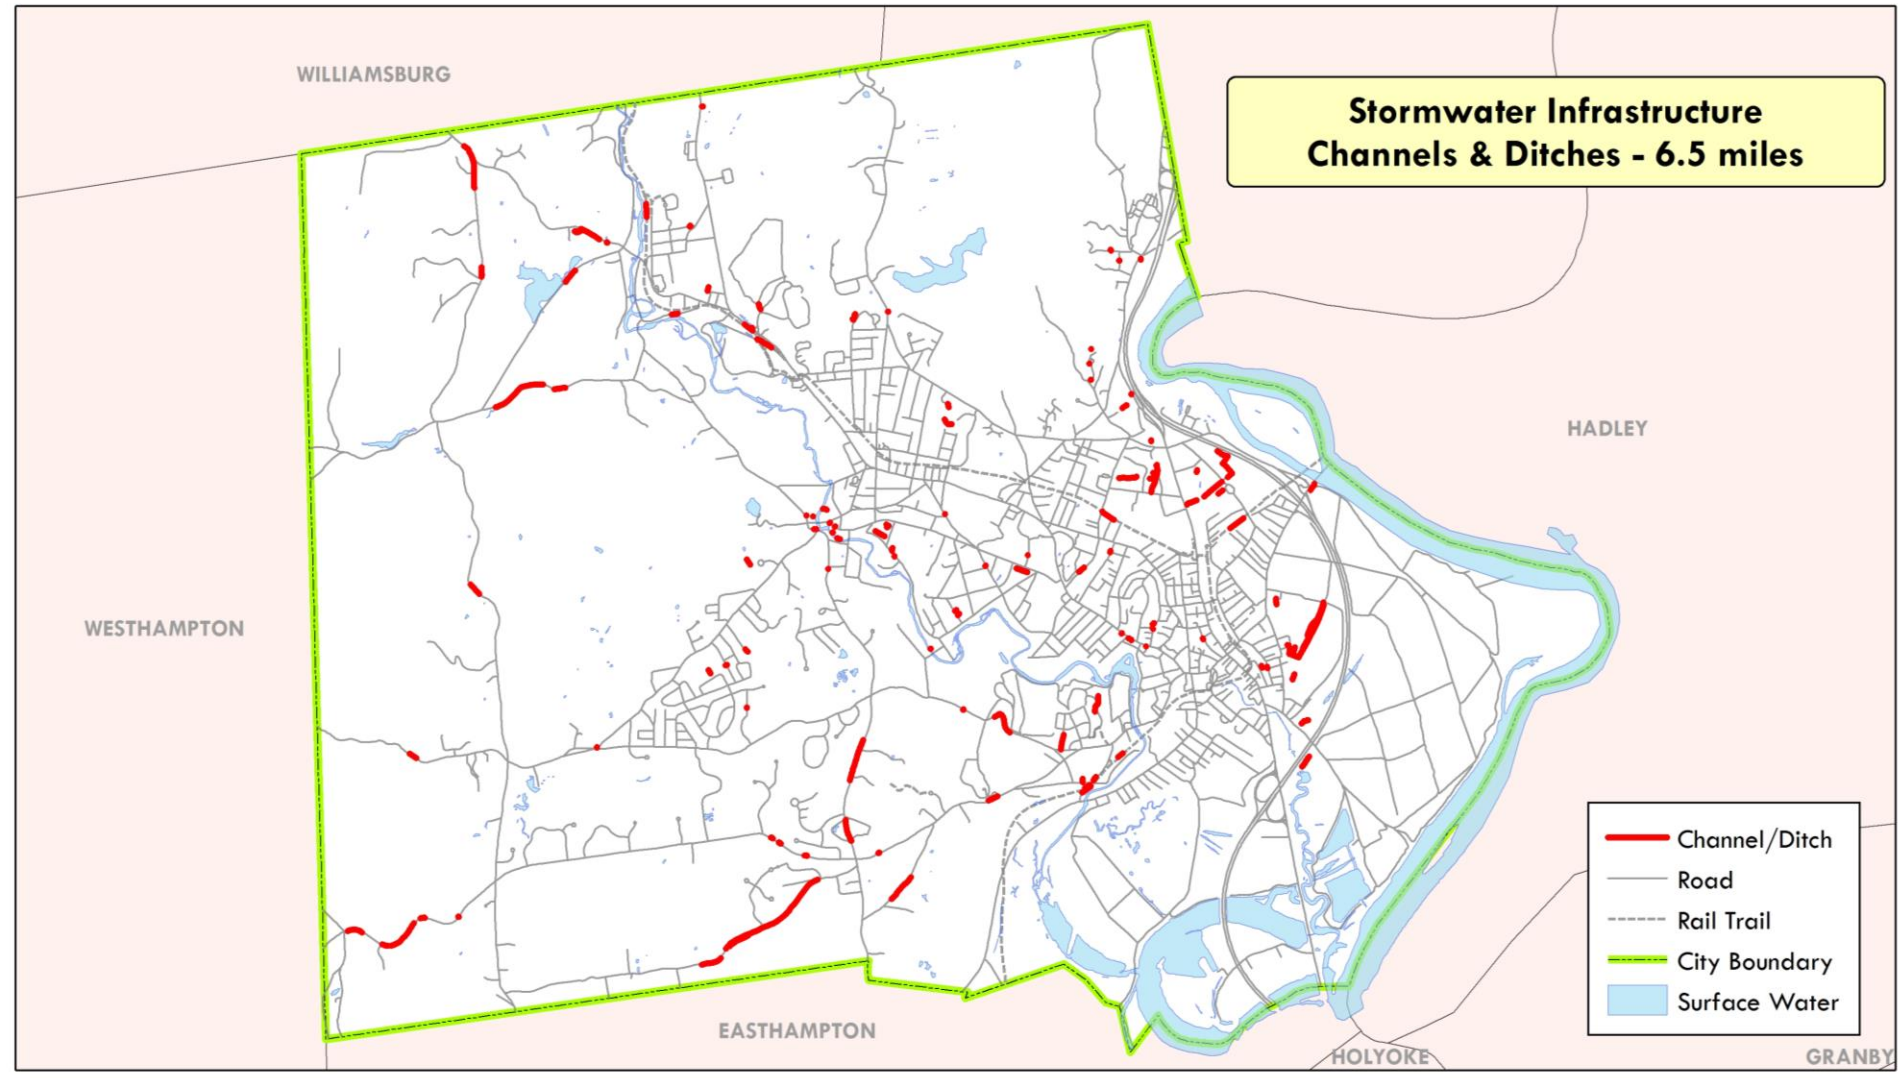 WILLIAMSBURG
Stormwater Infrastructure
Channels & Ditches - 6.5 miles
HADLEY
WESTHAMPTON
Channel/Ditch
Road
Rail Trail
City Boundary
Surface Water
EASTHAMPTON
HOLYOKE
GRANBY